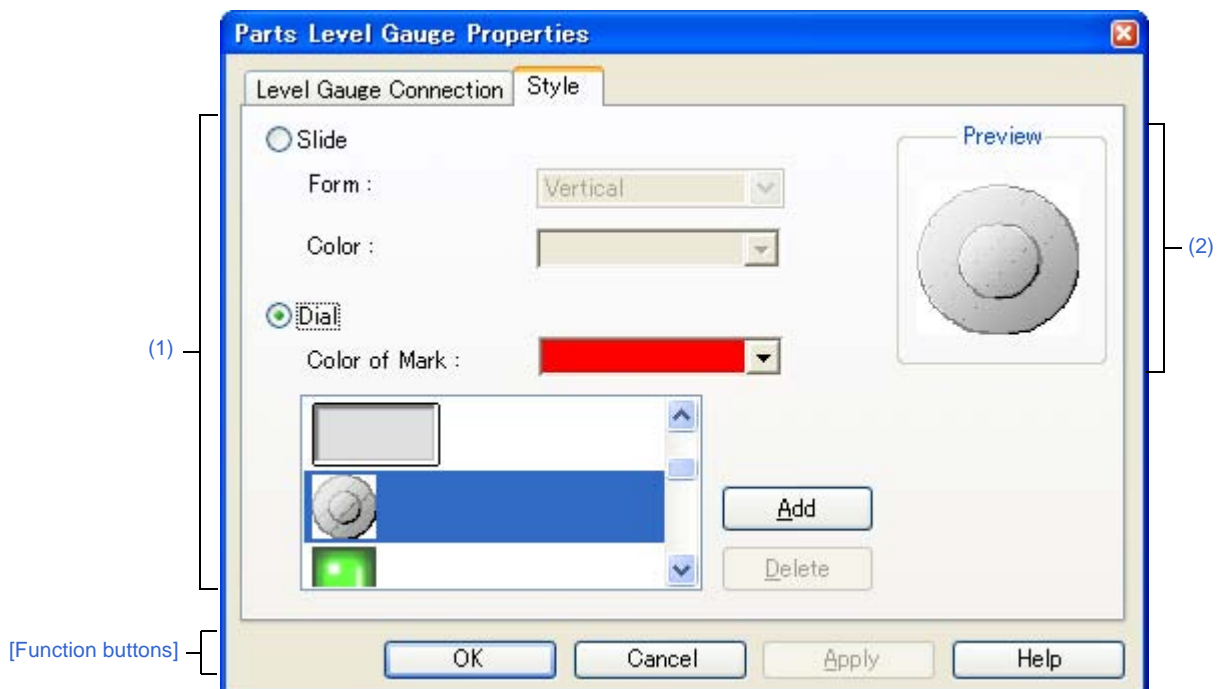 Parts Level Gauge Properties
Level Gauge Connection
Style
Slide
Preview
Form :
Vertical
Color :
(2)
Dial
(1)
Color of Mark :
Add
Delete
[Function buttons]
OK
Cancel
Apply
Help